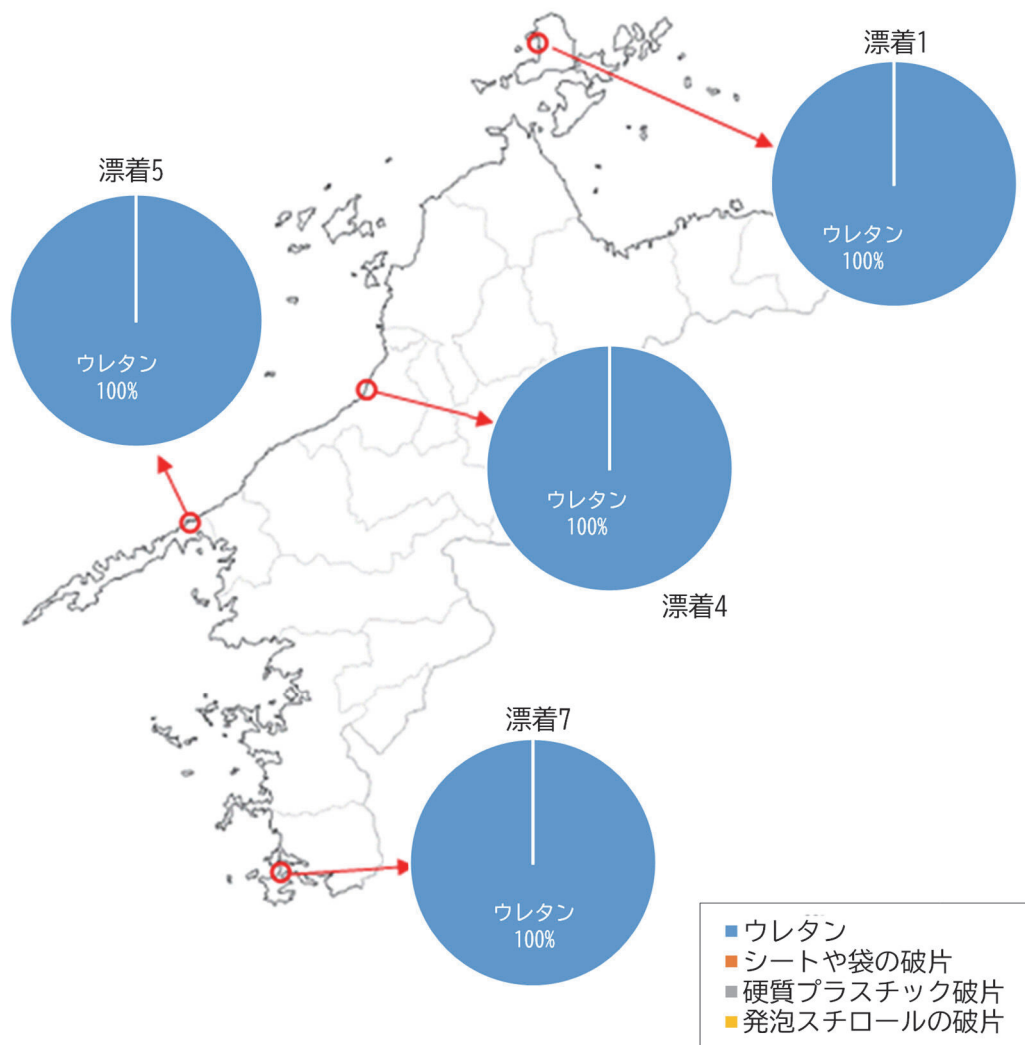 漂着1
ウレタン
100%
漂着5
ウレタン
100%
ウレタン
100%
漂着4
漂着7
ウレタン
100%
ウレタン
シートや袋の破片
硬質プラスチック破片
発泡スチロールの破片